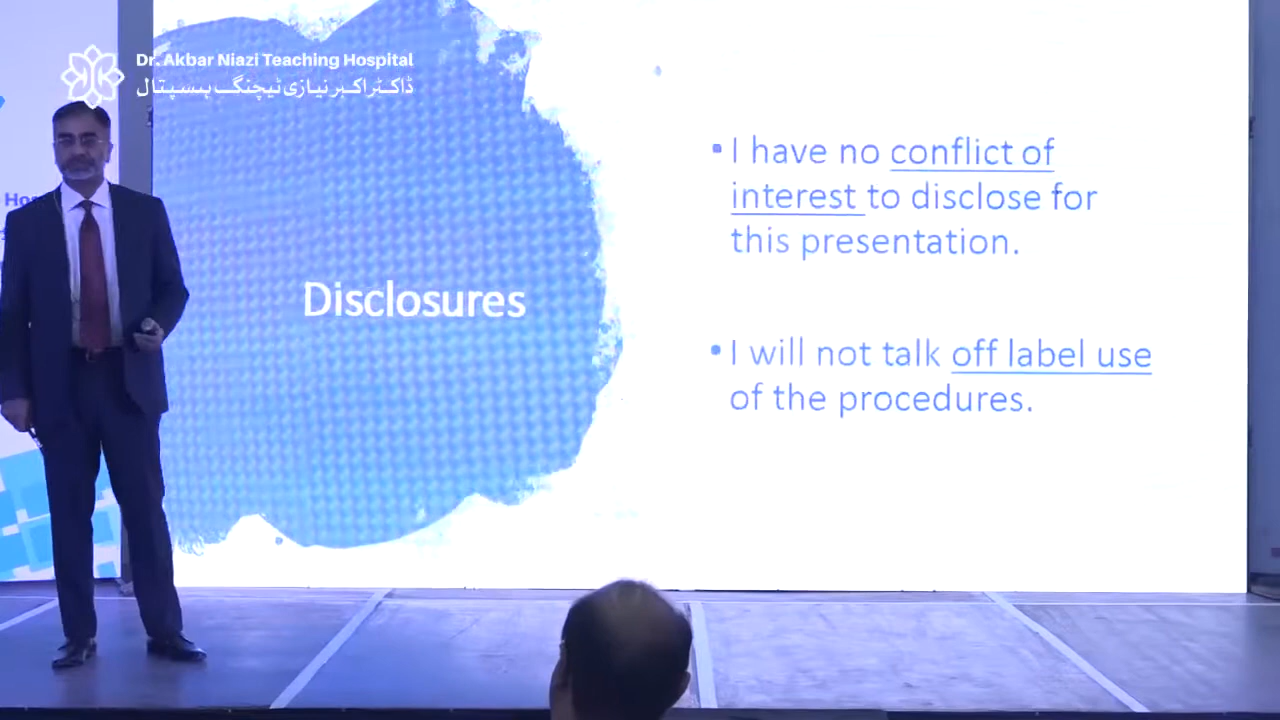 Dr. Akbar Niazi Teaching Hospital
ڈاکٹر اکبر نیازی ٹیچنگ ہسپتال
Disclosures
• I have no conflict of
interest to disclose for
this presentation.
• I will not talk off label use
of the procedures.